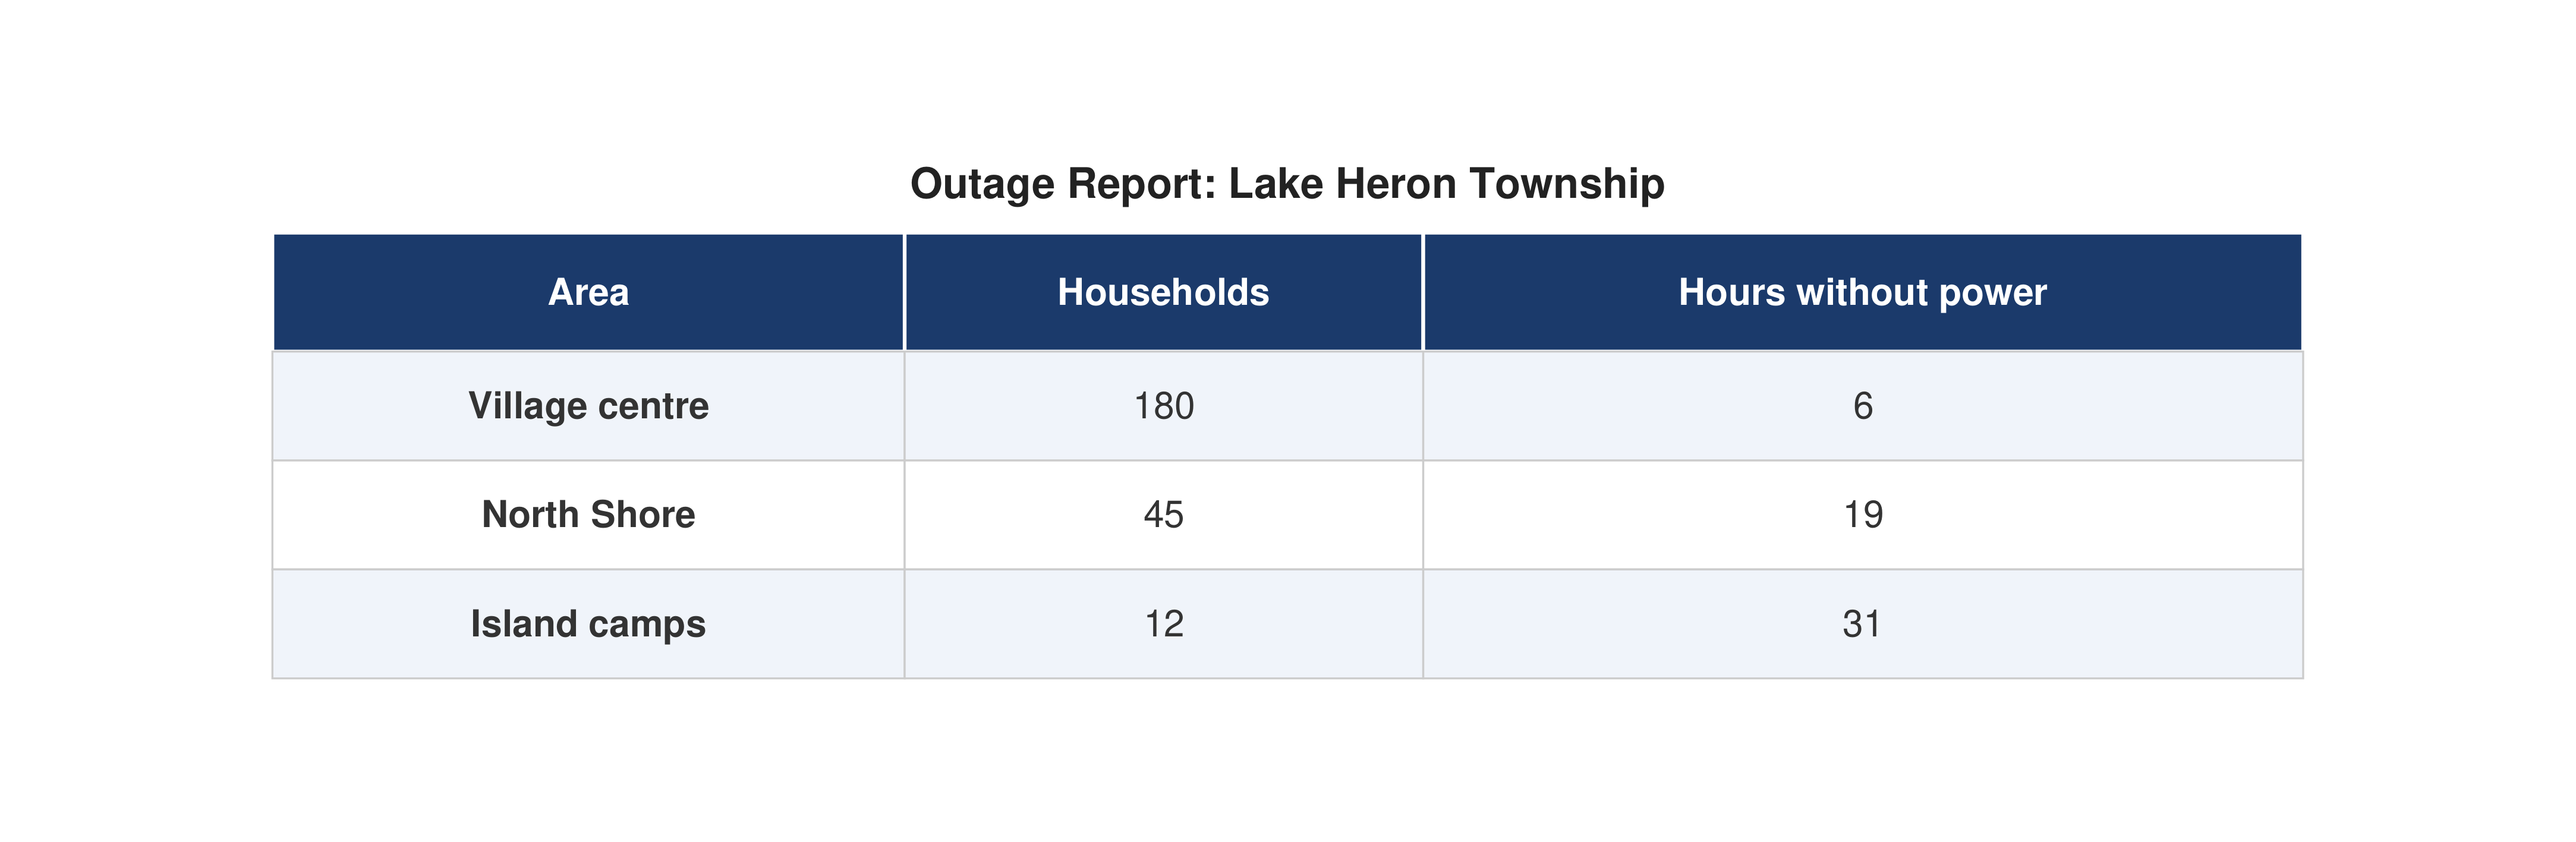 Outage Report: Lake Heron Township
Area Households Hours without power
Village centre 180 6
North Shore 45 19
Island camps 12 31